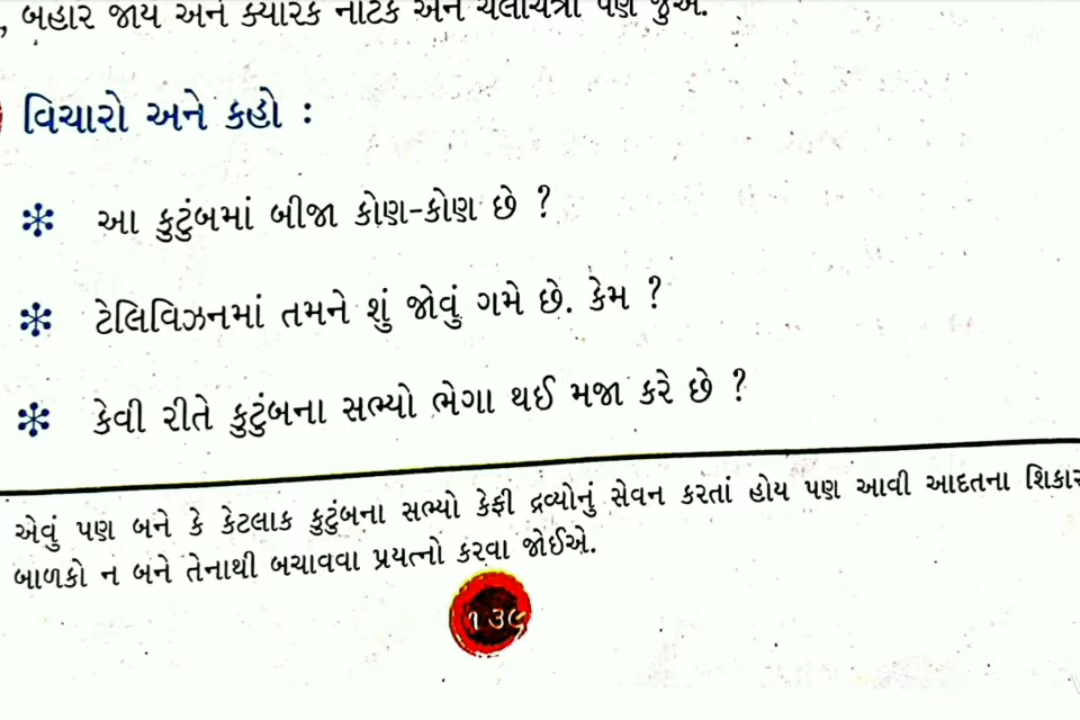 , બહાર જાય અને ક્યારેક નાટક અને ચલચિત્રો પણ જુએ.
વિચારો અને કહો :
* આ કુટુંબમાં બીજા કોણ-કોણ છે ?
* ટેલિવિઝનમાં તમને શું જોવું ગમે છે. કેમ ?
* કેવી રીતે કુટુંબના સભ્યો ભેગા થઈ મજા કરે છે ?
એવું પણ બને કે કેટલાક કુટુંબના સભ્યો કેફી દ્રવ્યોનું સેવન કરતાં હોય પણ આવી આદતના શિકાર
બાળકો ન બને તેનાથી બચાવવા પ્રયત્નો કરવા જોઈએ.
૧૩૯